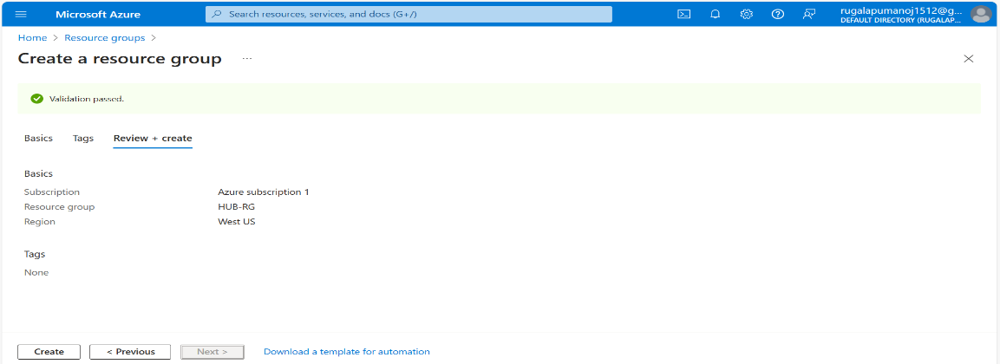 Microsoft Azure
Search resources, services, and docs (G+/)
rugalapumanoj1512@g...
DEFAULT DIRECTORY (RUGALAP...
Home > Resource groups >
Create a resource group ...
Validation passed.
Basics Tags Review + create
Basics
Subscription Azure subscription 1
Resource group HUB-RG
Region West US
Tags
None
Create < Previous Next > Download a template for automation